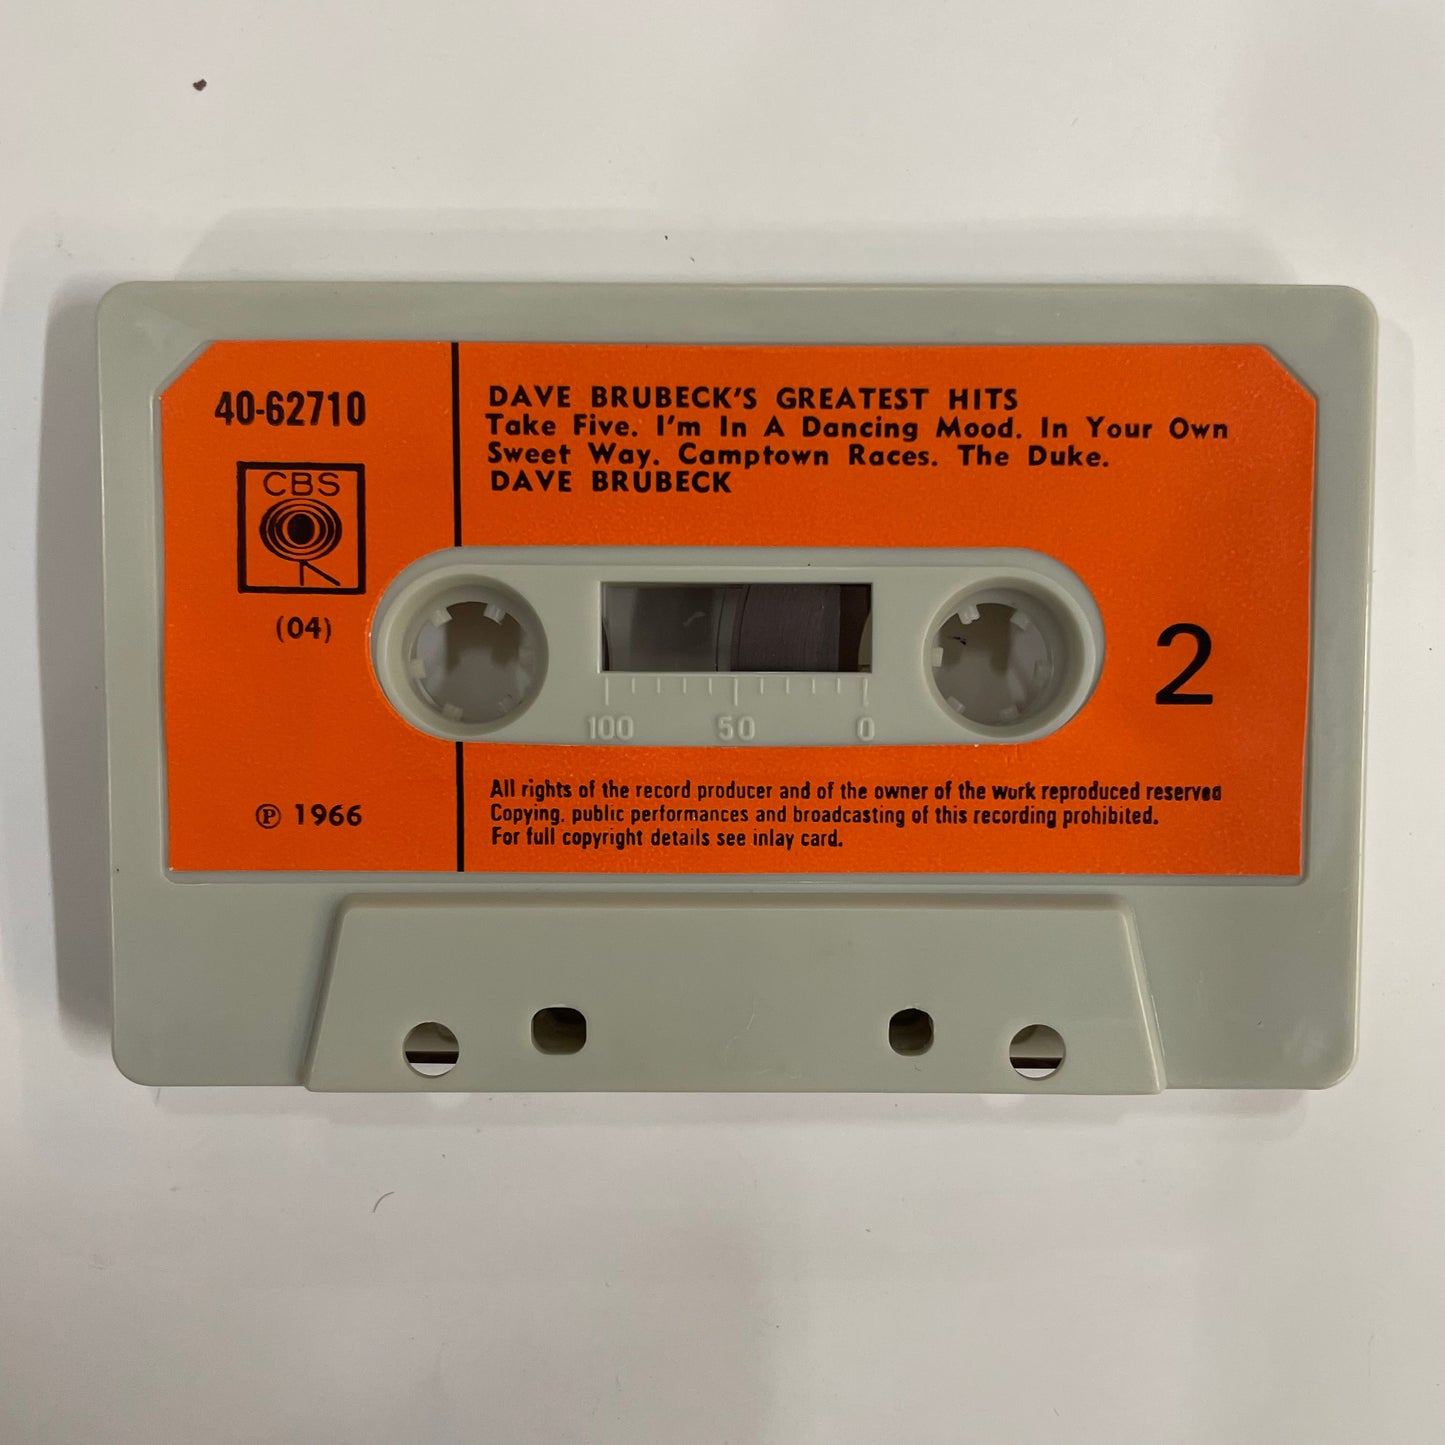 40-62710
CBS
(04)
℗ 1966
DAVE BRUBECK'S GREATEST HITS
Take Five. I'm In A Dancing Mood. In Your Own
Sweet Way. Camptown Races. The Duke.
DAVE BRUBECK
2
100 50 0
All rights of the record producer and of the owner of the work reproduced reserved
Copying, public performances and broadcasting of this recording prohibited.
For full copyright details see inlay card.